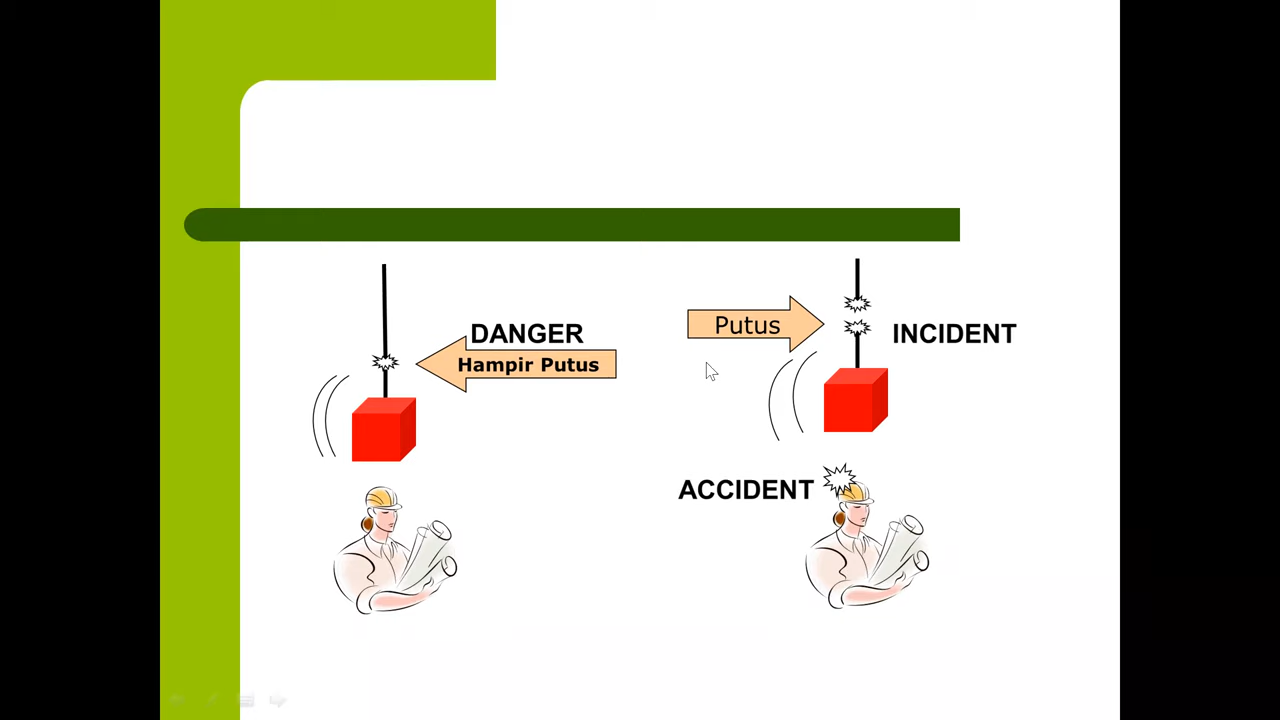 DANGER
Hampir Putus
Putus
INCIDENT
ACCIDENT